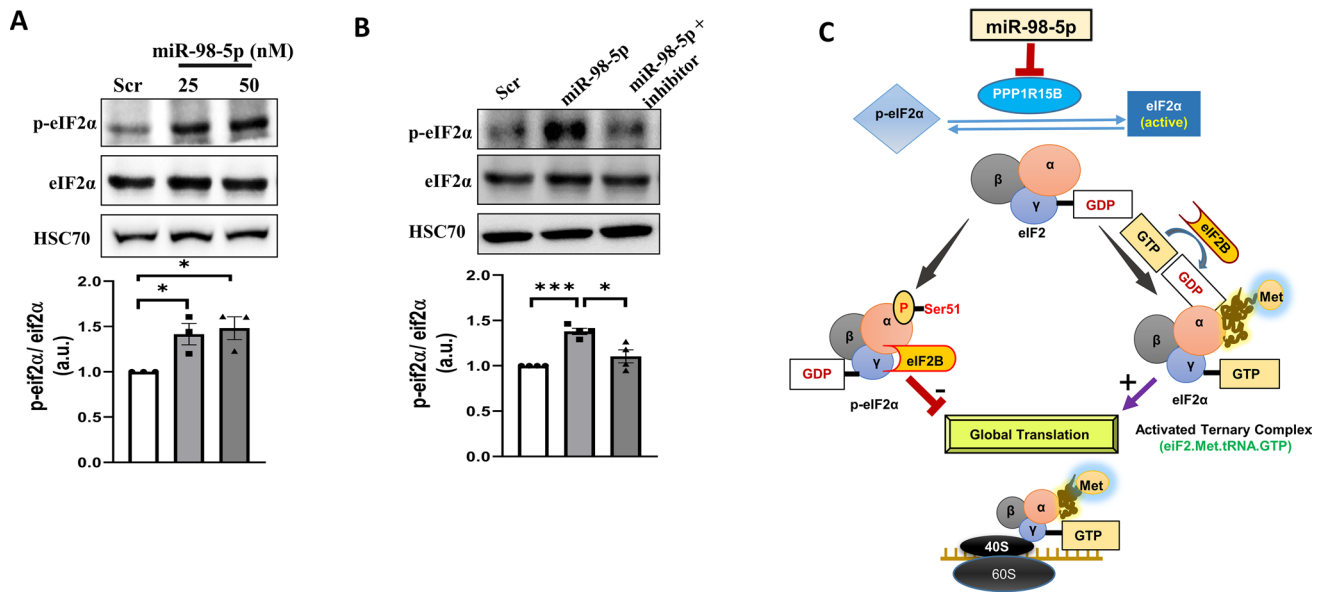 A
miR-98-5p (nM)
Scr
25
50
p-eIF2α
eIF2α
HSC70
*
*
2.0
1.5
1.0
0.5
0.0
p-eif2α/ eif2α
(a.u.)
B
Scr
miR-98-5p
miR-98-5p +
inhibitor
p-eIF2α
eIF2α
HSC70
***
*
2.0
1.5
1.0
0.5
0.0
p-eif2α/ eif2α
(a.u.)
C
miR-98-5p
PPP1R15B
p-eIF2α
eIF2α
(active)
β
α
γ
GDP
eIF2
GTP
eIF2B
GDP
Met
P
Ser51
α
β
γ
eIF2B
GDP
p-eIF2α
-
α
β
γ
GTP
eIF2α
+
Global Translation
Activated Ternary Complex
(eiF2.Met.tRNA.GTP)
Met
β
α
γ
GTP
40S
60S